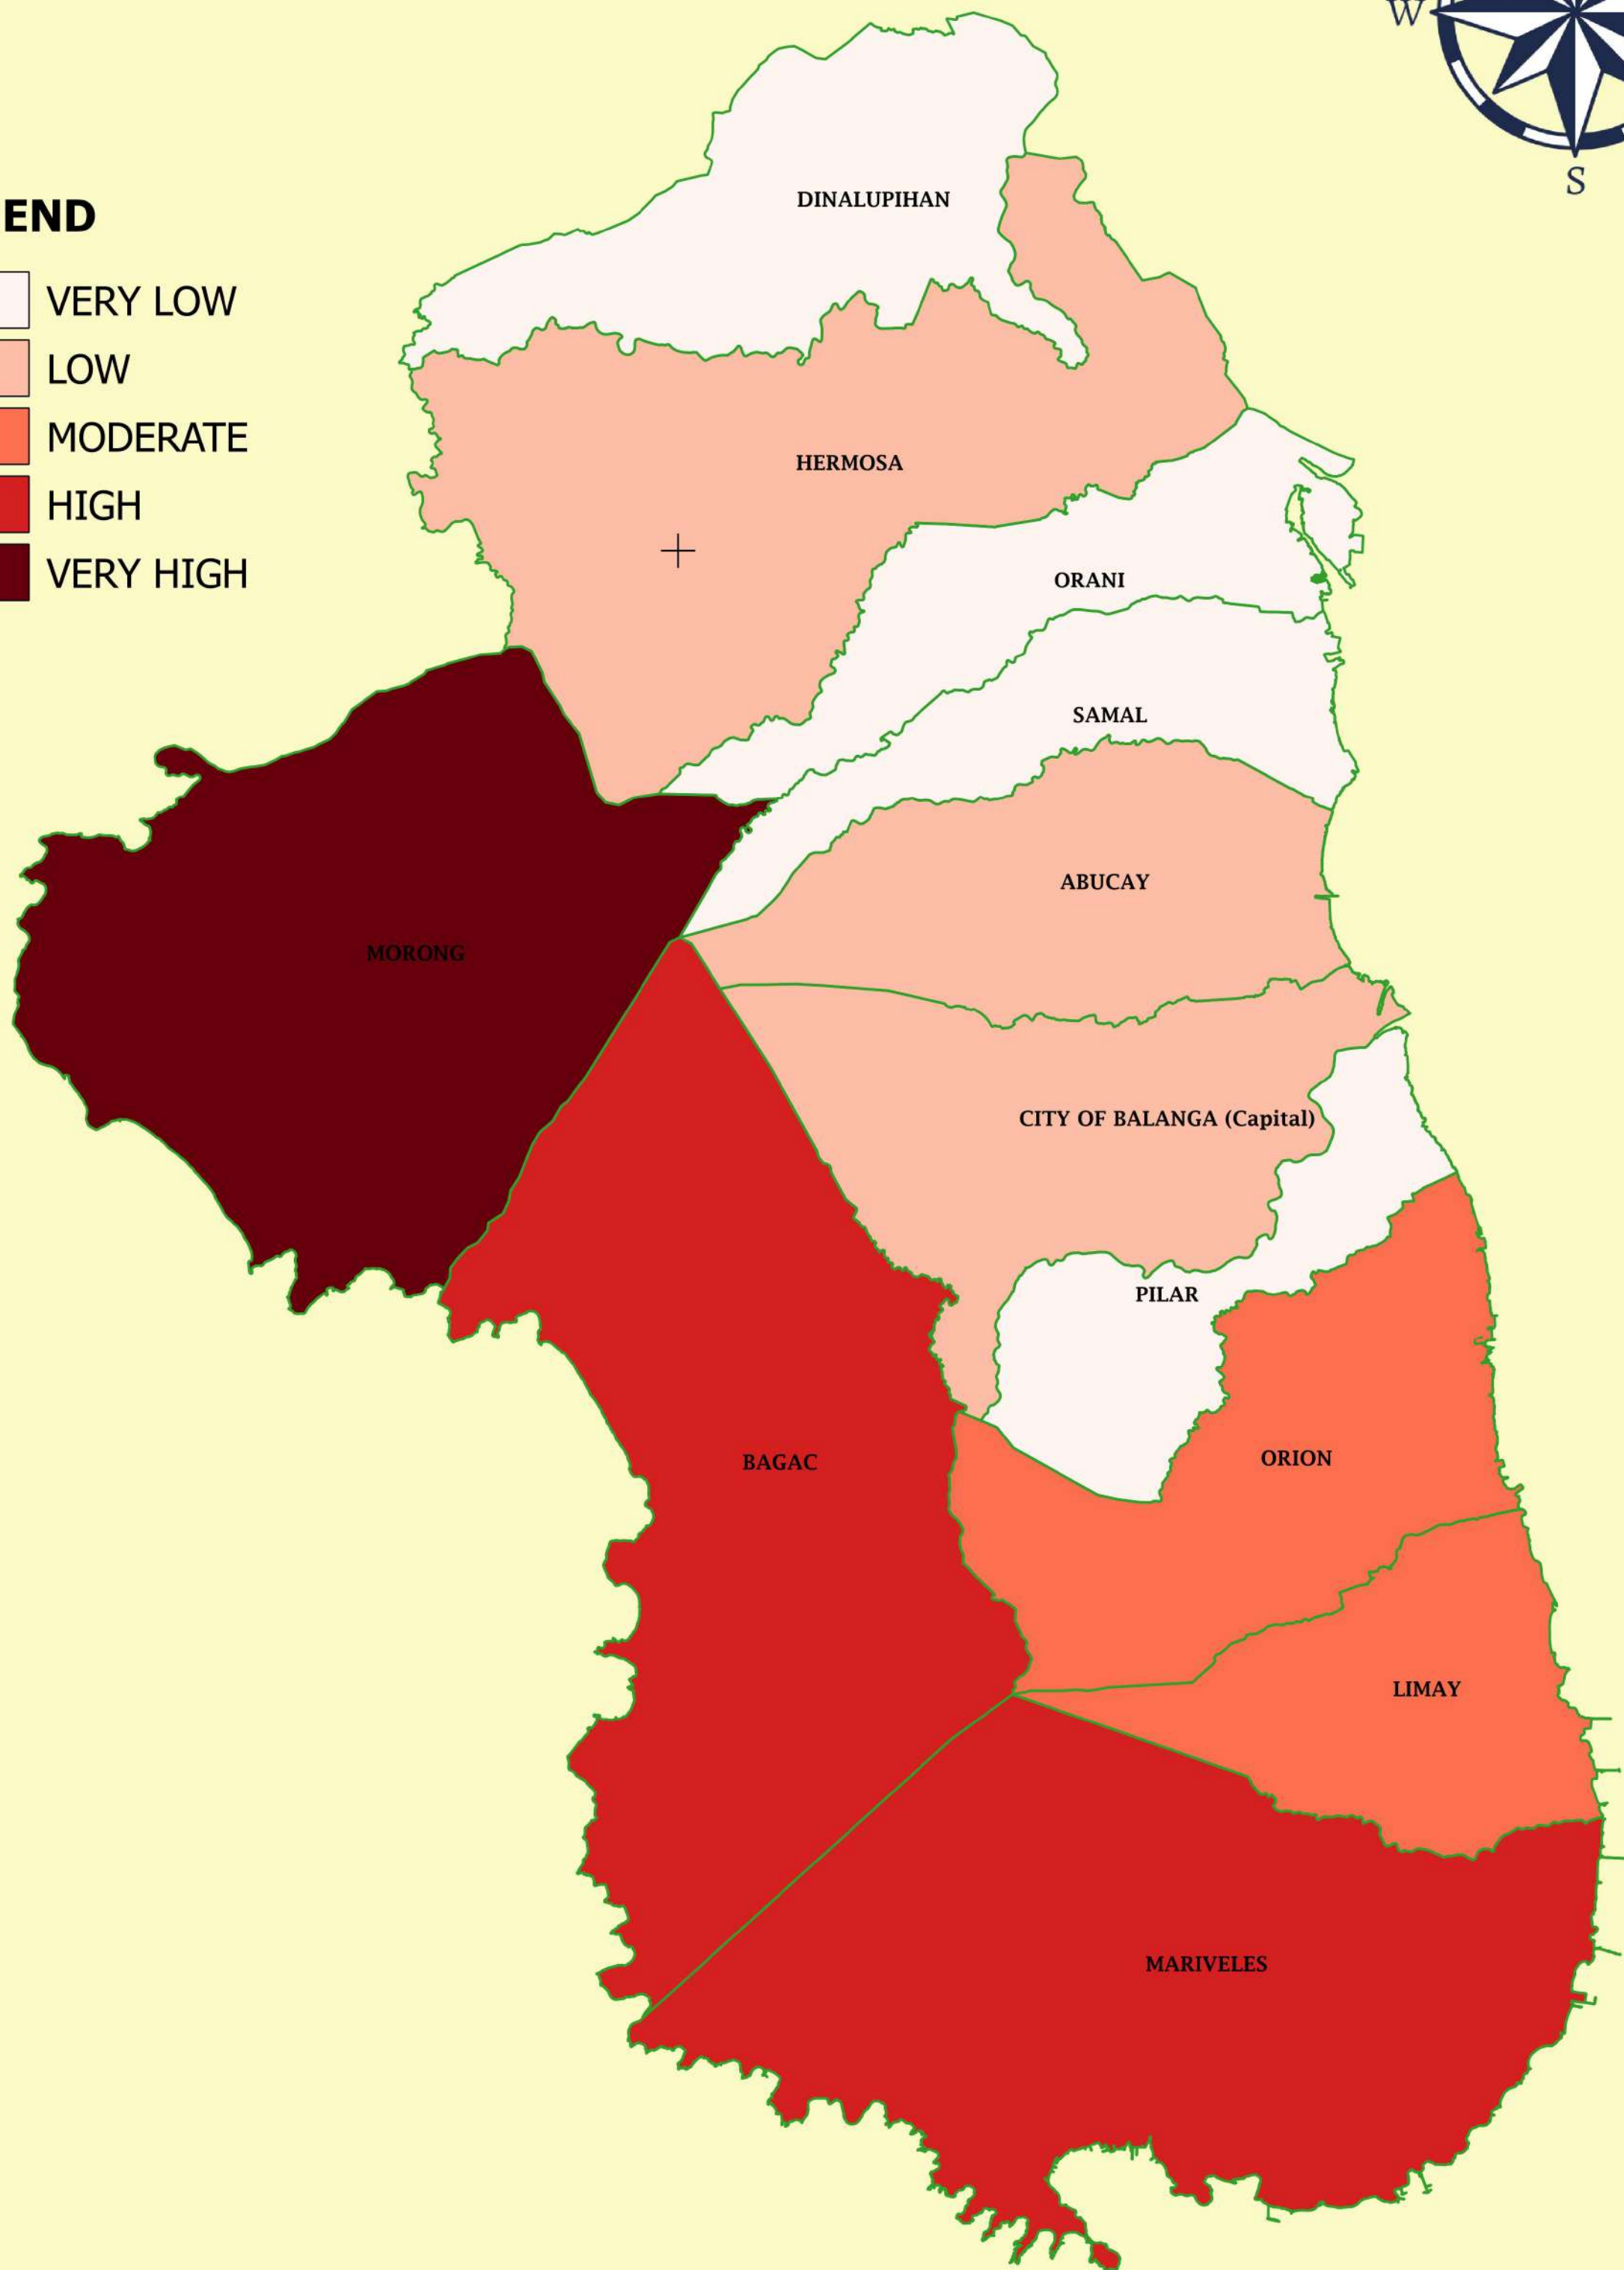 W
S
END
VERY LOW
LOW
MODERATE
HIGH
VERY HIGH
DINALUPIHAN
HERMOSA
ORANI
SAMAL
ABUCAY
MORONG
CITY OF BALANGA (Capital)
PILAR
BAGAC
ORION
LIMAY
MARIVELES